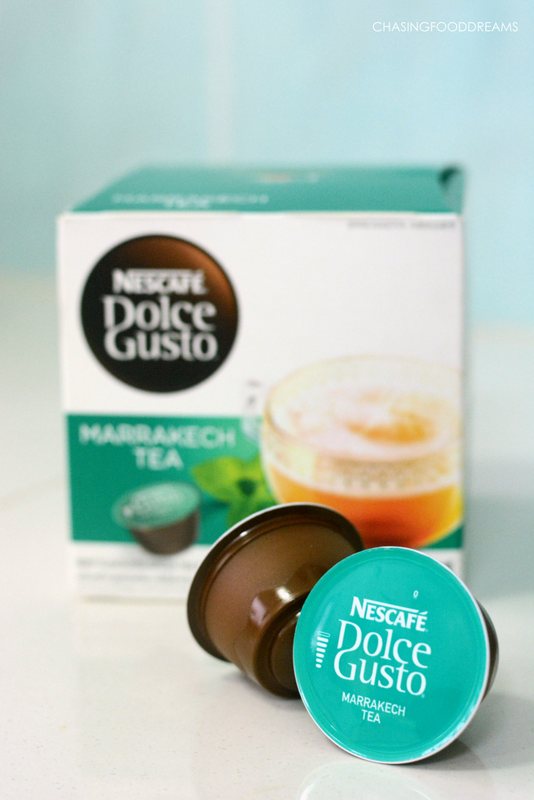 CHASINGFOODDREAMS
NESCAFÉ
Dolce
Gusto
MARRAKECH
TEA
NESCAFÉ
Dolce
Gusto
MARRAKECH
TEA